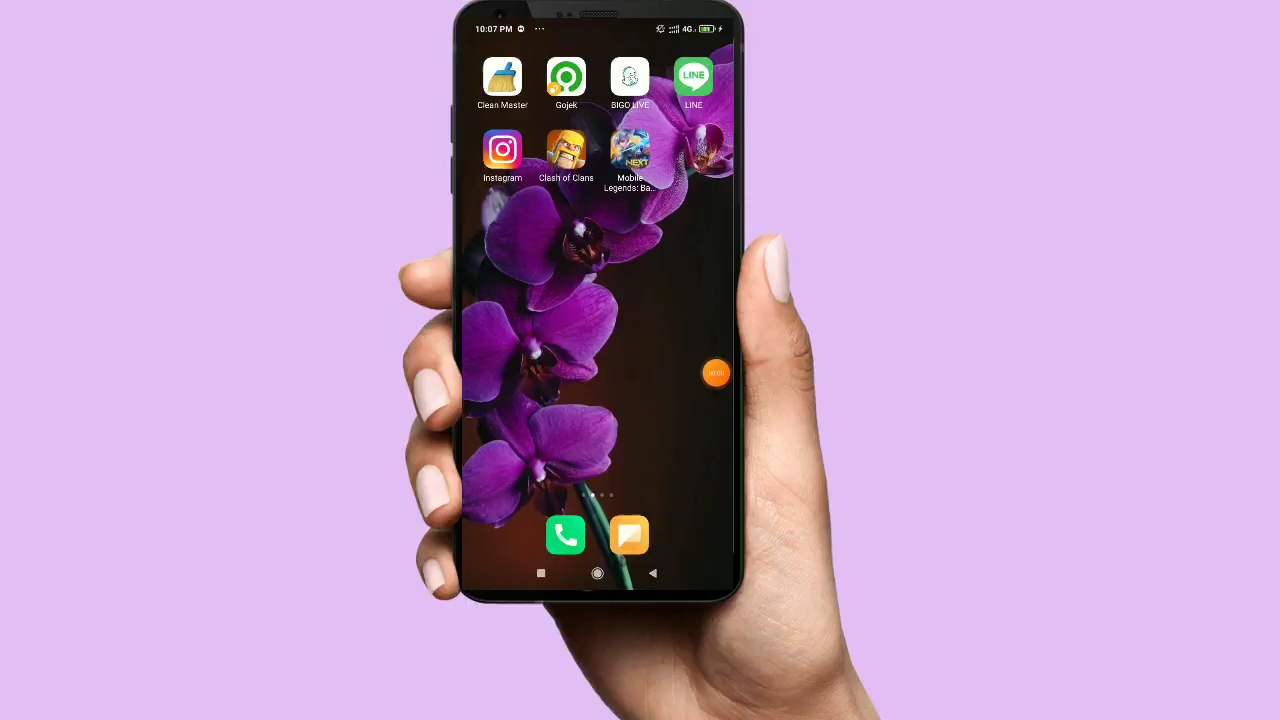 10:07 PM
4G
Clean Master
Gojek
BIGO LIVE
LINE
LINE
Instagram
Clash of Clans
NEXT
Mobile
Legends: Ba...